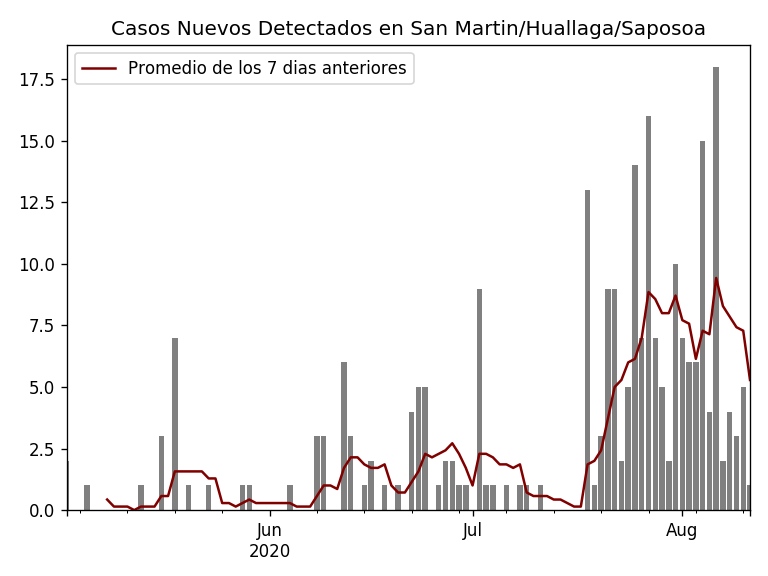 Casos Nuevos Detectados en San Martin/Huallaga/Saposoa
Promedio de los 7 dias anteriores
17.5
15.0
12.5
10.0
7.5
5.0
2.5
0.0
Jun
2020
Jul
Aug